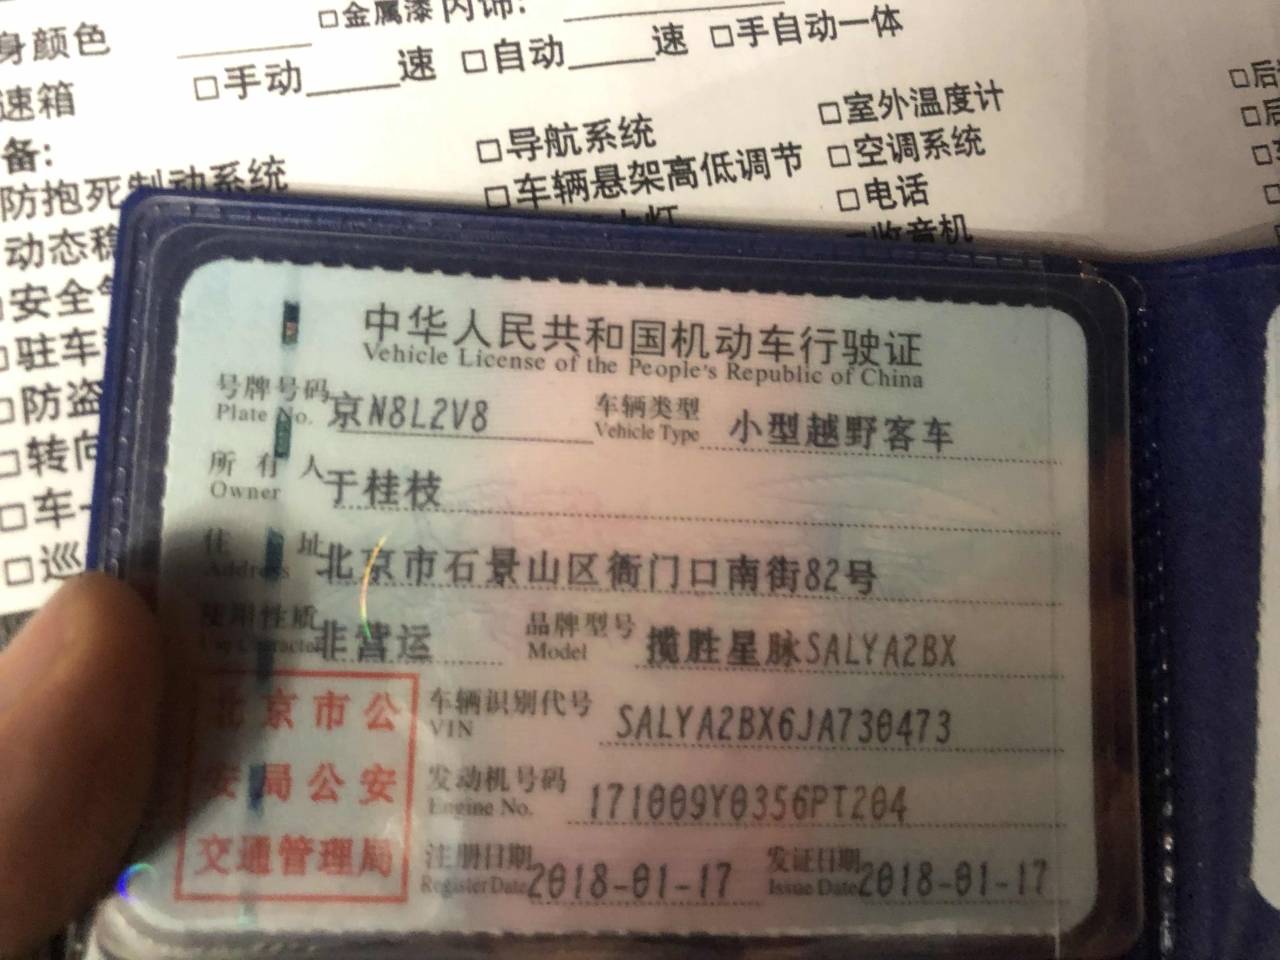 身颜色 □金属漆 内饰:
速箱 □手动____速 □自动____速 □手自动一体
备:
□导航系统 □室外温度计
防抱死制动系统 □车辆悬架高低调节 □空调系统
□电话
动态稳 收音机
安全
□驻车
□防盗
□转向
□车
□巡
中华人民共和国机动车行驶证
Vehicle License of the People's Republic of China
号牌号码 京N8L2V8 车辆类型 小型越野客车
Plate No. Vehicle Type
所有人 于桂枝
Owner
住址 北京市石景山区衙门口南街82号
Address
使用性质 非营运 品牌型号 揽胜星脉SALYA2BX
Use Character Model
车辆识别代号 SALYA2BX6JA730473
VIN
发动机号码 171009Y0356PT204
Engine No.
注册日期 2018-01-17 发证日期 2018-01-17
Register Date Issue Date
北京市公
安局公安
交通管理局